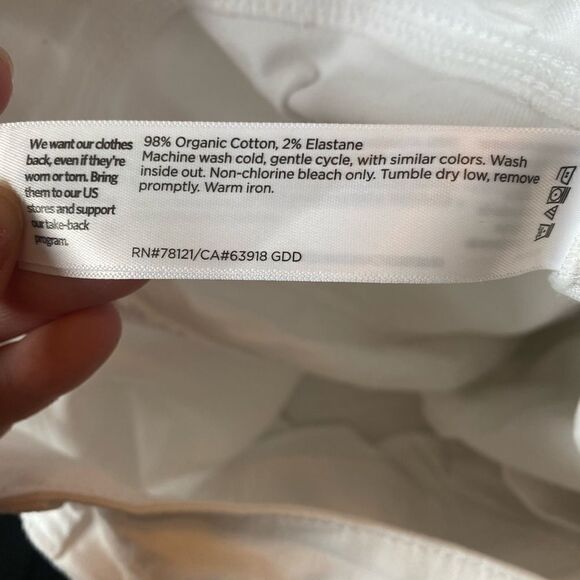 We want our clothes
back, even if they're
worn or torn. Bring
them to our US
stores and support
our take-back
program.
98% Organic Cotton, 2% Elastane
Machine wash cold, gentle cycle, with similar colors. Wash
inside out. Non-chlorine bleach only. Tumble dry low, remove
promptly. Warm iron.
RN#78121/CA#63918 GDD